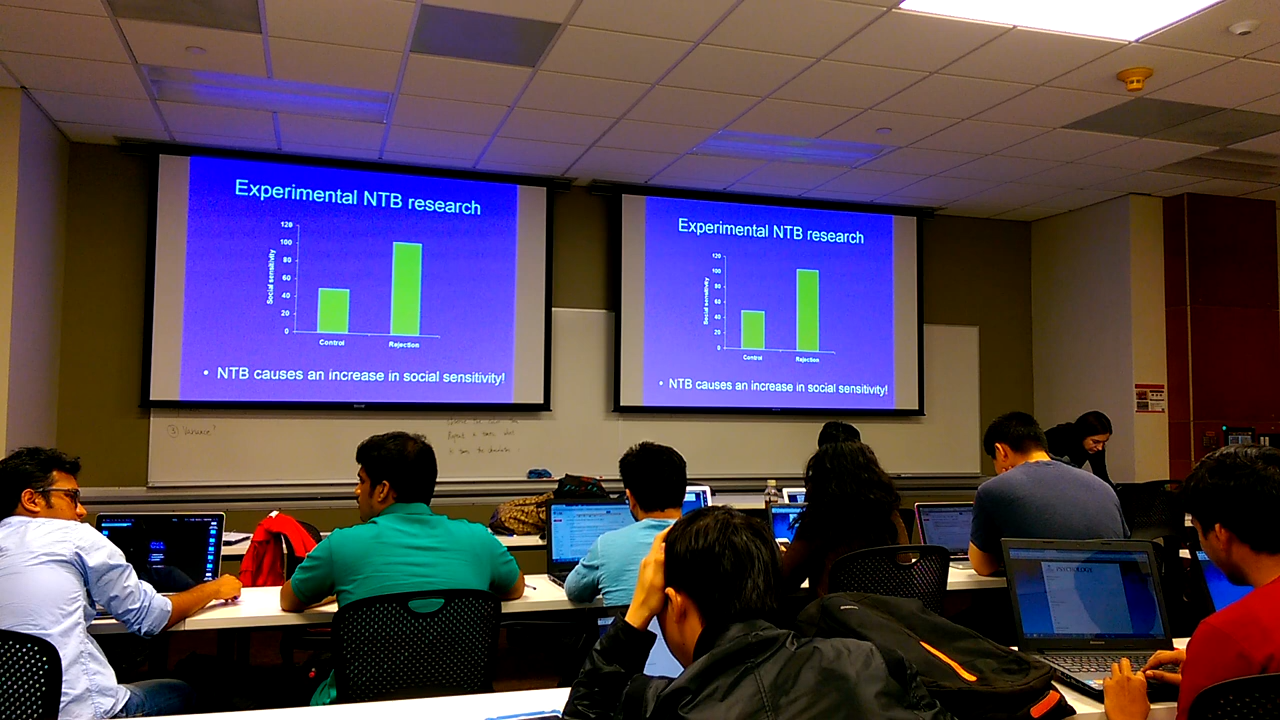 Experimental NTB research
120
100
80
60
40
20
0
Social sensitivity
Control
Rejection
• NTB causes an increase in social sensitivity!
Experimental NTB research
120
100
80
60
40
20
0
Social sensitivity
Control
Rejection
• NTB causes an increase in social sensitivity!
③ Variance?